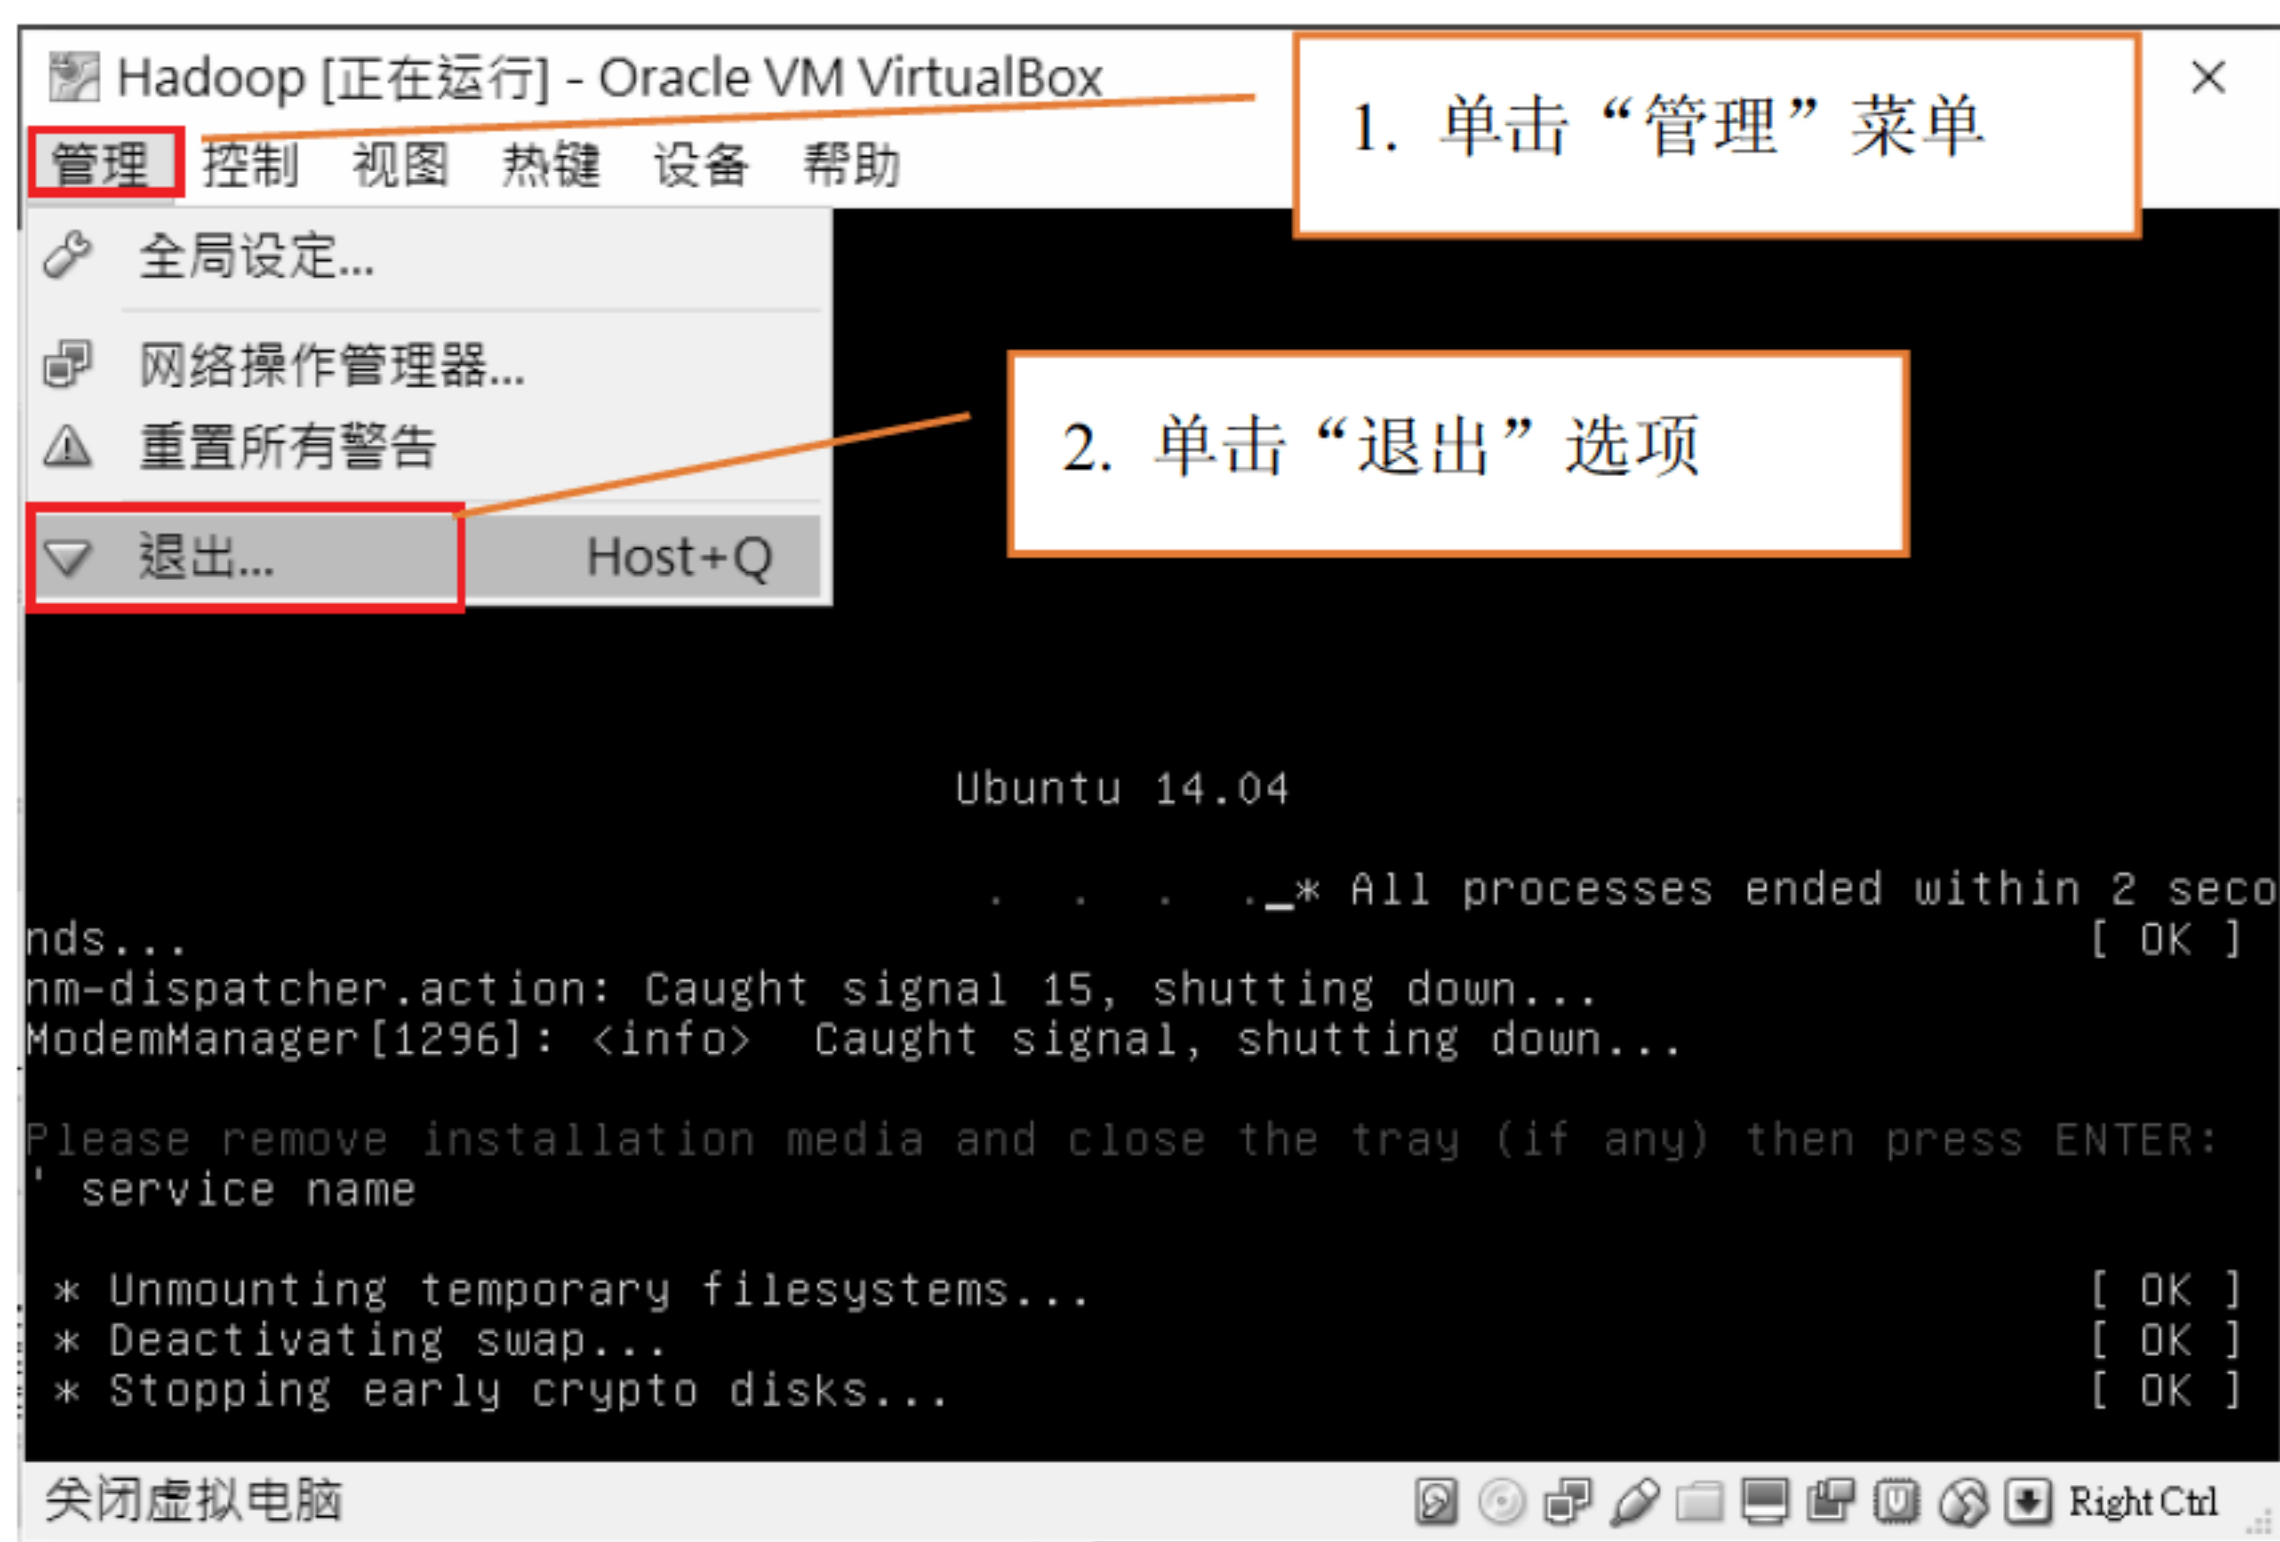 Hadoop [正在运行] - Oracle VM VirtualBox
1. 单击“管理”菜单
管理 控制 视图 热键 设备 帮助
全局设定...
网络操作管理器...
重置所有警告
2. 单击“退出”选项
退出... Host+Q
Ubuntu 14.04
. . . ._* All processes ended within 2 seco
nds... [ OK ]
nm-dispatcher.action: Caught signal 15, shutting down...
ModemManager[1296]: <info>  Caught signal, shutting down...
Please remove installation media and close the tray (if any) then press ENTER:
' service name
* Unmounting temporary filesystems... [ OK ]
* Deactivating swap... [ OK ]
* Stopping early crypto disks... [ OK ]
关闭虚拟电脑 Right Ctrl